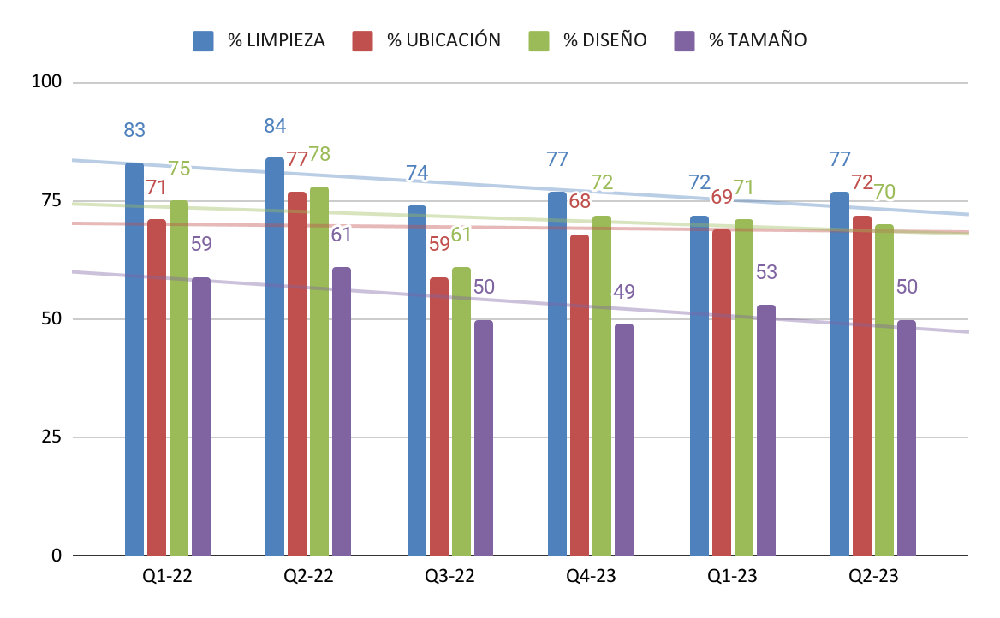 % LIMPIEZA % UBICACIÓN % DISEÑO % TAMAÑO
100
83 84
77 77
75 77 78 74 72 72 71 72 70
71 68 69
75
59 61 59 61
50 49 53 50
50
25
0
Q1-22 Q2-22 Q3-22 Q4-23 Q1-23 Q2-23